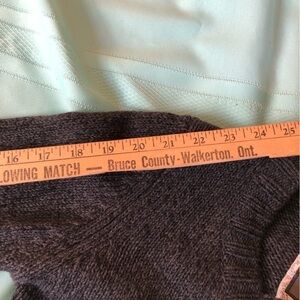 16 17 18 19 20 21 22 23 24 25
LOWING MATCH — Bruce County-Walkerton, Ont.